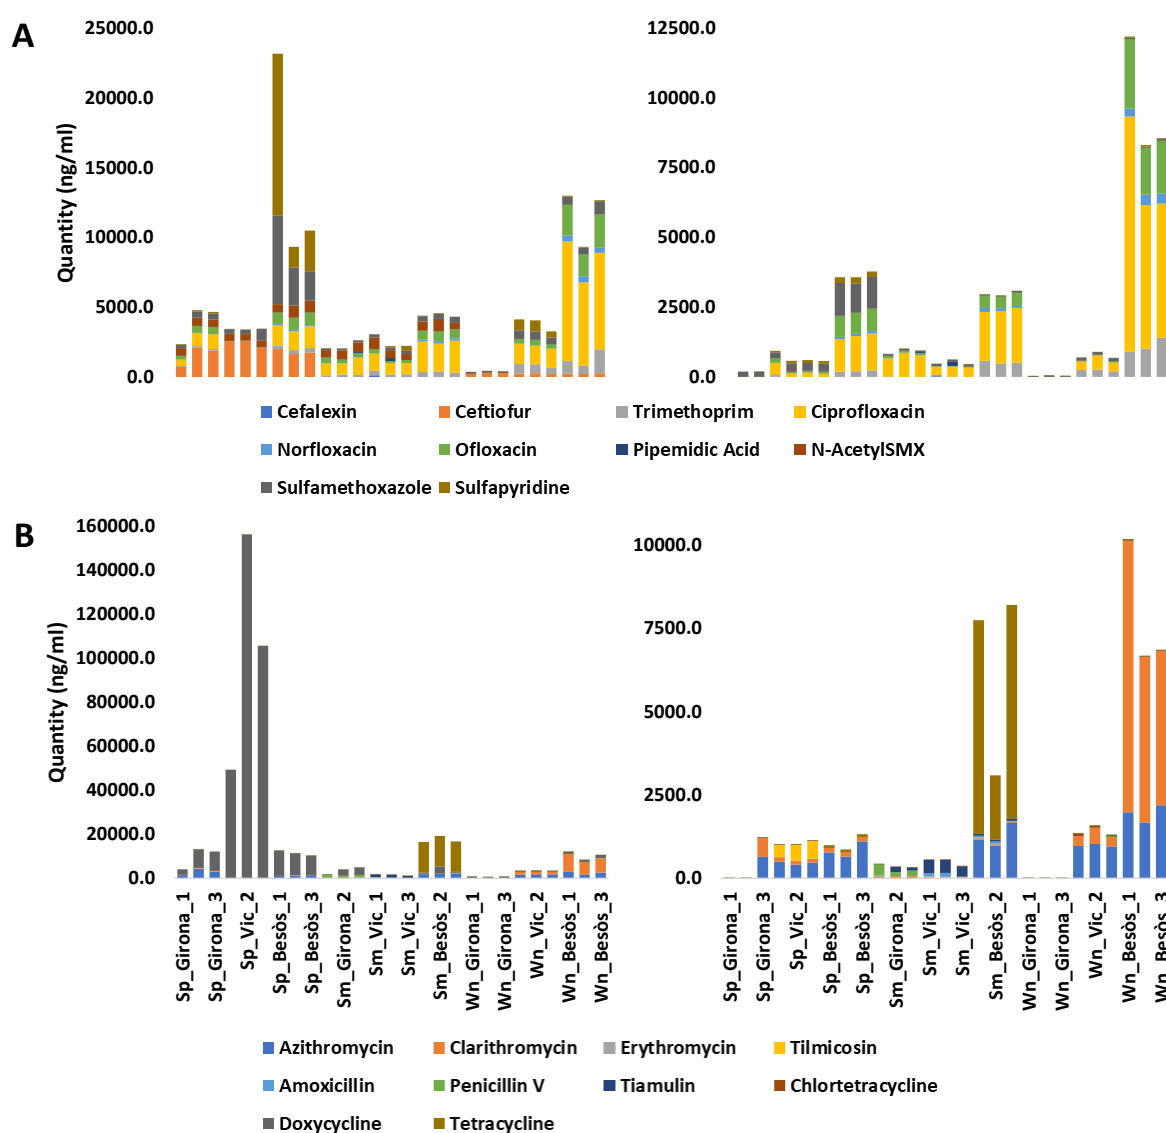 A
Quantity (ng/ml)
25000.0
20000.0
15000.0
10000.0
5000.0
0.0
12500.0
10000.0
7500.0
5000.0
2500.0
0.0
Cefalexin Ceftiofur Trimethoprim Ciprofloxacin
Norfloxacin Ofloxacin Pipemidic Acid N-AcetylSMX
Sulfamethoxazole Sulfapyridine
B
Quantity (ng/ml)
160000.0
140000.0
120000.0
100000.0
80000.0
60000.0
40000.0
20000.0
0.0
10000.0
7500.0
5000.0
2500.0
0.0
Sp_Girona_1
Sp_Girona_3
Sp_Vic_2
Sp_Besòs_1
Sp_Besòs_3
Sm_Girona_2
Sm_Vic_1
Sm_Vic_3
Sm_Besòs_2
Wn_Girona_1
Wn_Girona_3
Wn_Vic_2
Wn_Besòs_1
Wn_Besòs_3
Sp_Girona_1
Sp_Girona_3
Sp_Vic_2
Sp_Besòs_1
Sp_Besòs_3
Sm_Girona_2
Sm_Vic_1
Sm_Vic_3
Sm_Besòs_2
Wn_Girona_1
Wn_Girona_3
Wn_Vic_2
Wn_Besòs_1
Wn_Besòs_3
Azithromycin Clarithromycin Erythromycin Tilmicosin
Amoxicillin Penicillin V Tiamulin Chlortetracycline
Doxycycline Tetracycline